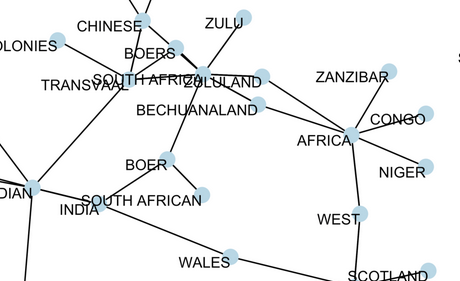 CHINESE
ZULU
OLONIES
BOERS
TRANSVAAL
SOUTH AFRICA
ZULULAND
ZANZIBAR
BECHUANALAND
CONGO
AFRICA
BOER
NIGER
DIAN
INDIA
SOUTH AFRICAN
WEST
WALES
SCOTLAND